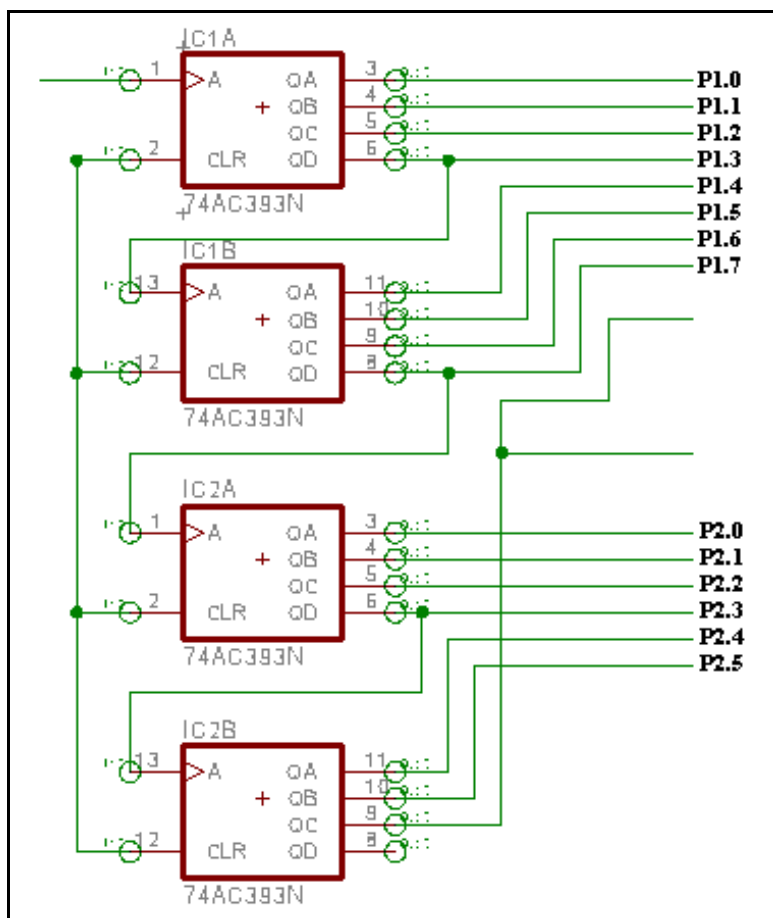 IC1A
1 A QA 3 P1.0
QB 4 P1.1
QC 5 P1.2
2 CLR QD 6 P1.3
74AC393N P1.4
P1.5
IC1B P1.6
P1.7
13 A QA 11
QB 10
QC 9
12 CLR QD 8
74AC393N
IC2A
1 A QA 3 P2.0
QB 4 P2.1
QC 5 P2.2
2 CLR QD 6 P2.3
P2.4
74AC393N
P2.5
IC2B
13 A QA 11
QB 10
QC 9
12 CLR QD 8
74AC393N